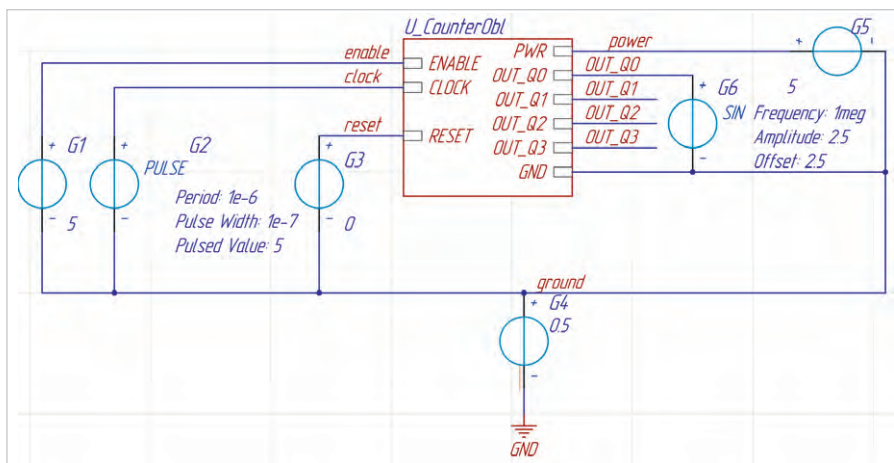 U_CounterObl
G5
enable
PWR
power
+
-
ENABLE
OUT_Q0
OUT_Q0
clock
CLOCK
OUT_Q1
OUT_Q1
+
G6
5
reset
RESET
OUT_Q2
OUT_Q2
SIN
Frequency: 1meg
+
G1
+
G2
+
G3
OUT_Q3
OUT_Q3
Amplitude: 2.5
PULSE
GND
-
Offset: 2.5
Period: 1e-6
-
5
-
Pulse Width: 1e-7
-
0
Pulsed Value: 5
ground
+
G4
0.5
-
GND